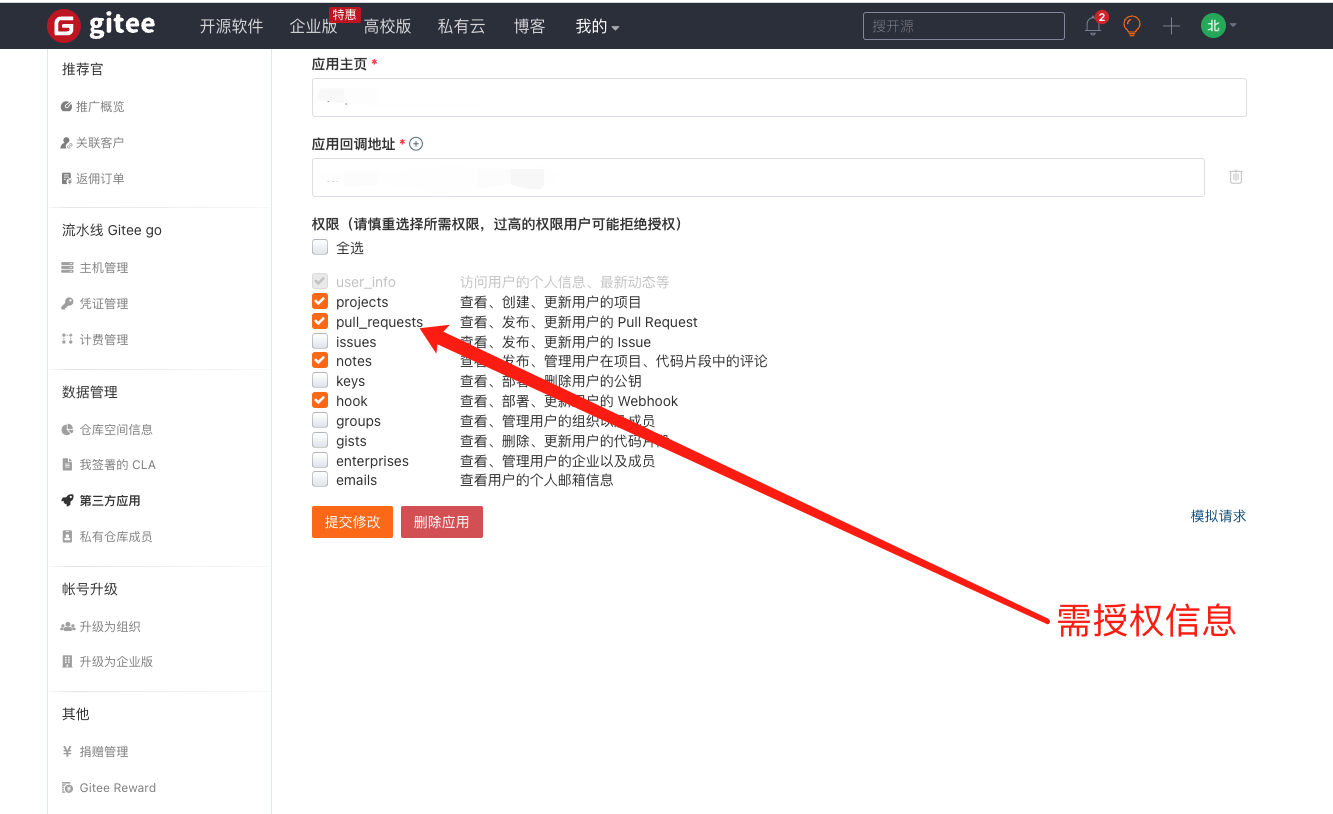 gitee 开源软件 企业版 特惠 高校版 私有云 博客 我的 搜开源 2 北
推荐官
推广概览
关联客户
返佣订单
流水线 Gitee go
主机管理
凭证管理
计费管理
数据管理
仓库空间信息
我签署的 CLA
第三方应用
私有仓库成员
帐号升级
升级为组织
升级为企业版
其他
捐赠管理
Gitee Reward
应用主页 *
应用回调地址 *
权限（请慎重选择所需权限，过高的权限用户可能拒绝授权）
全选
user_info 访问用户的个人信息、最新动态等
projects 查看、创建、更新用户的项目
pull_requests 查看、发布、更新用户的 Pull Request
issues 查看、发布、更新用户的 Issue
notes 查看、发布、管理用户在项目、代码片段中的评论
keys 查看、部署、删除用户的公钥
hook 查看、部署、更新用户的 Webhook
groups 查看、管理用户的组织以及成员
gists 查看、删除、更新用户的代码片段
enterprises 查看、管理用户的企业以及成员
emails 查看用户的个人邮箱信息
提交修改 删除应用 模拟请求
需授权信息